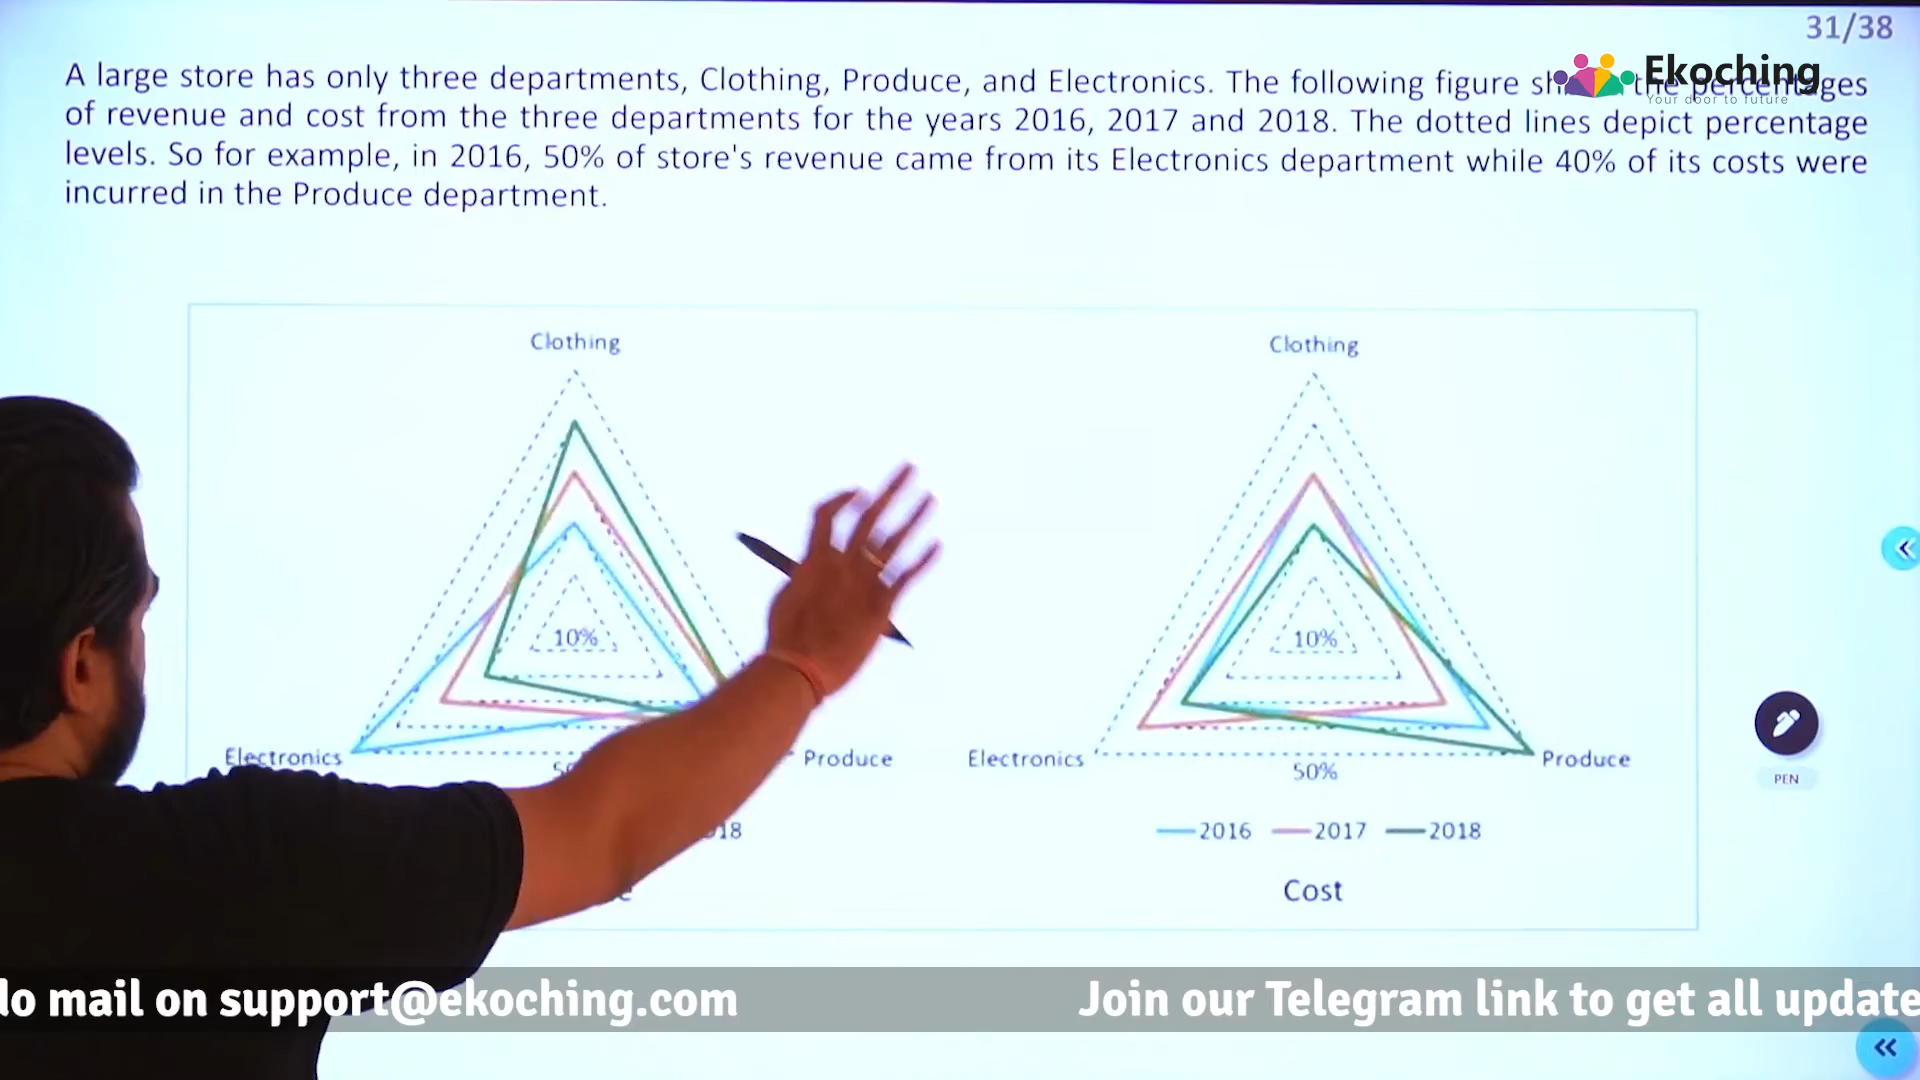 31/38
Ekoching
Your door to future
A large store has only three departments, Clothing, Produce, and Electronics. The following figure the percentages
of revenue and cost from the three departments for the years 2016, 2017 and 2018. The dotted lines depict percentage
levels. So for example, in 2016, 50% of store's revenue came from its Electronics department while 40% of its costs were
incurred in the Produce department.
Clothing
Clothing
10%
10%
Electronics
Produce
Electronics
Produce
50%
18
2016 2017 2018
Cost
PEN
do mail on support@ekoching.com
Join our Telegram link to get all update